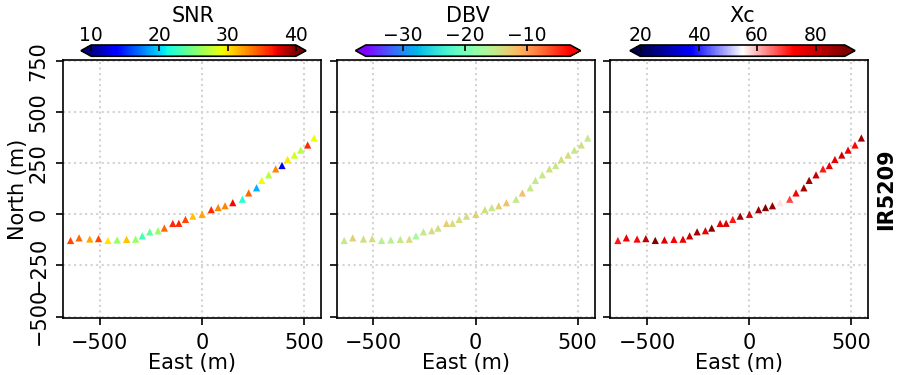 SNR DBV Xc
10 20 30 40 −30 −20 −10 20 40 60 80
750
500
250
0
−250
−500
North (m)
−500 0 500 −500 0 500 −500 0 500
East (m) East (m) East (m)
IR5209